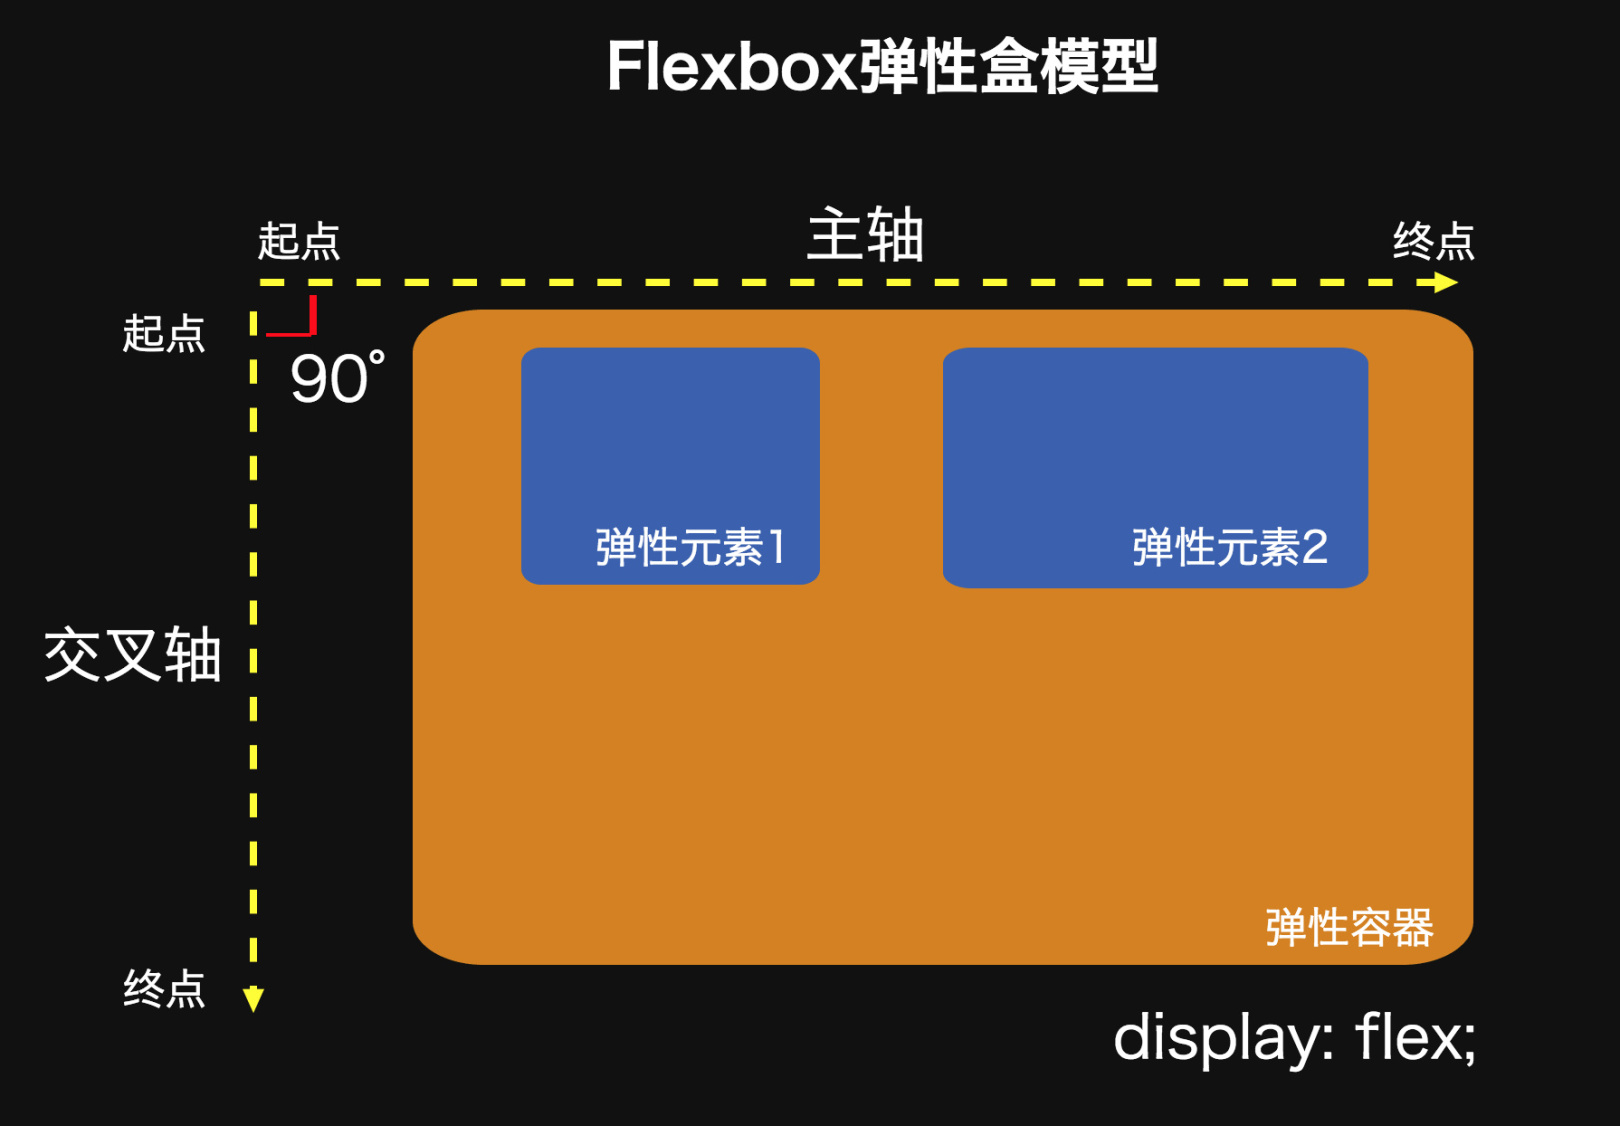 Flexbox弹性盒模型
起点
主轴
终点
起点
90°
弹性元素1
弹性元素2
交叉轴
弹性容器
终点
display: flex;